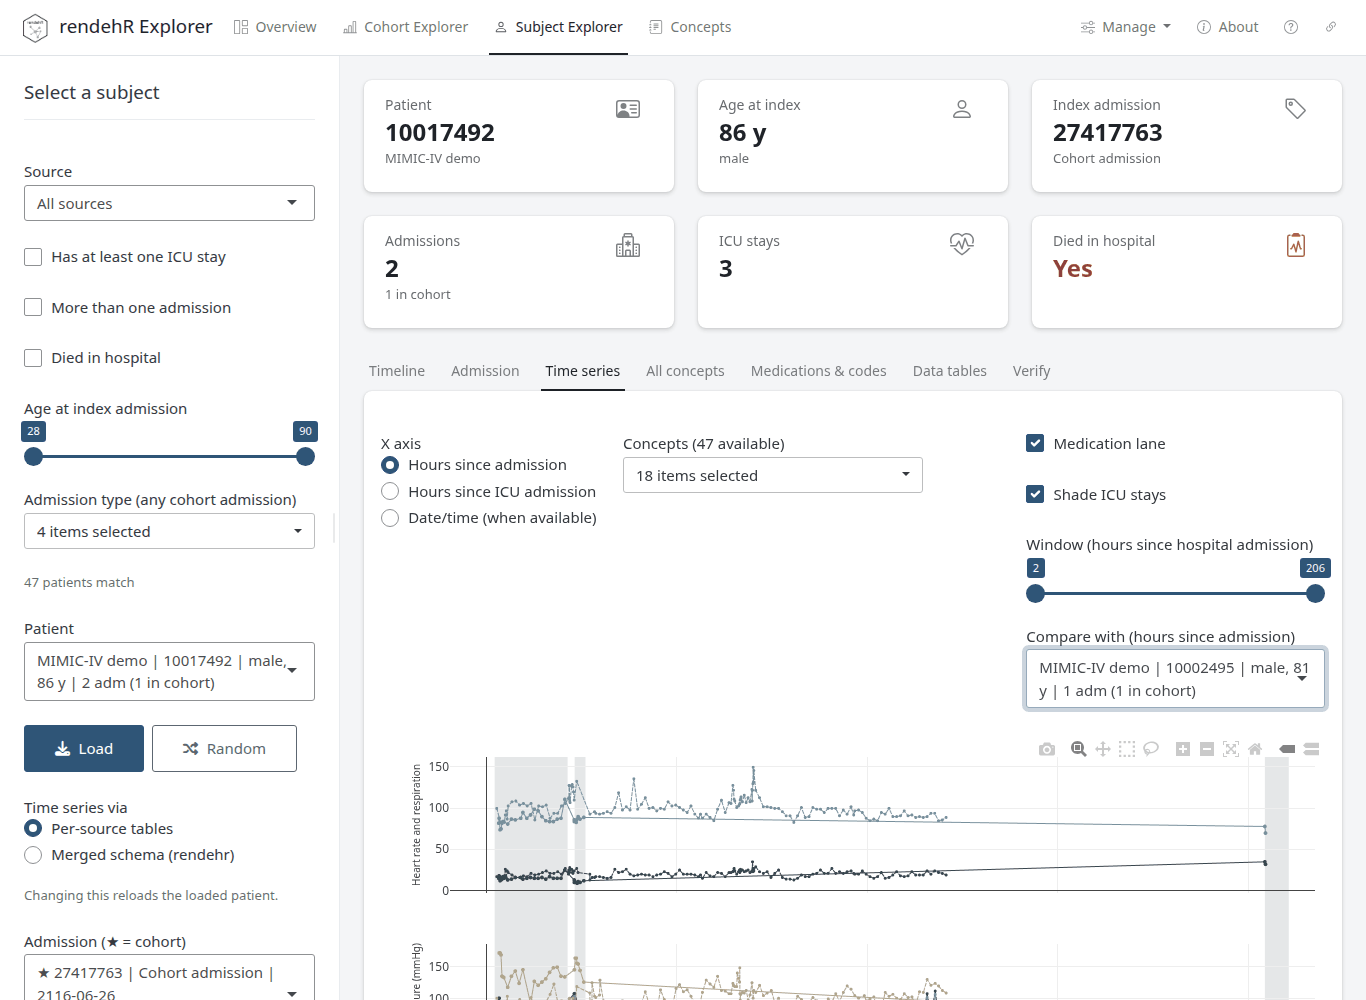 rendehR Explorer
Overview
Cohort Explorer
Subject Explorer
Concepts
Manage
About
Select a subject
Source
All sources
Has at least one ICU stay
More than one admission
Died in hospital
Age at index admission
28
90
Admission type (any cohort admission)
4 items selected
47 patients match
Patient
MIMIC-IV demo | 10017492 | male,
86 y | 2 adm (1 in cohort)
Load
Random
Time series via
Per-source tables
Merged schema (rendehr)
Changing this reloads the loaded patient.
Admission (★ = cohort)
★ 27417763 | Cohort admission |
2116-06-26
Patient
10017492
MIMIC-IV demo
Age at index
86 y
male
Index admission
27417763
Cohort admission
Admissions
2
1 in cohort
ICU stays
3
Died in hospital
Yes
Timeline
Admission
Time series
All concepts
Medications & codes
Data tables
Verify
X axis
Hours since admission
Hours since ICU admission
Date/time (when available)
Concepts (47 available)
18 items selected
Medication lane
Shade ICU stays
Window (hours since hospital admission)
2
206
Compare with (hours since admission)
MIMIC-IV demo | 10002495 | male, 81
y | 1 adm (1 in cohort)
Heart rate and respiration
150
100
50
0
ure (mmHg)
150
100